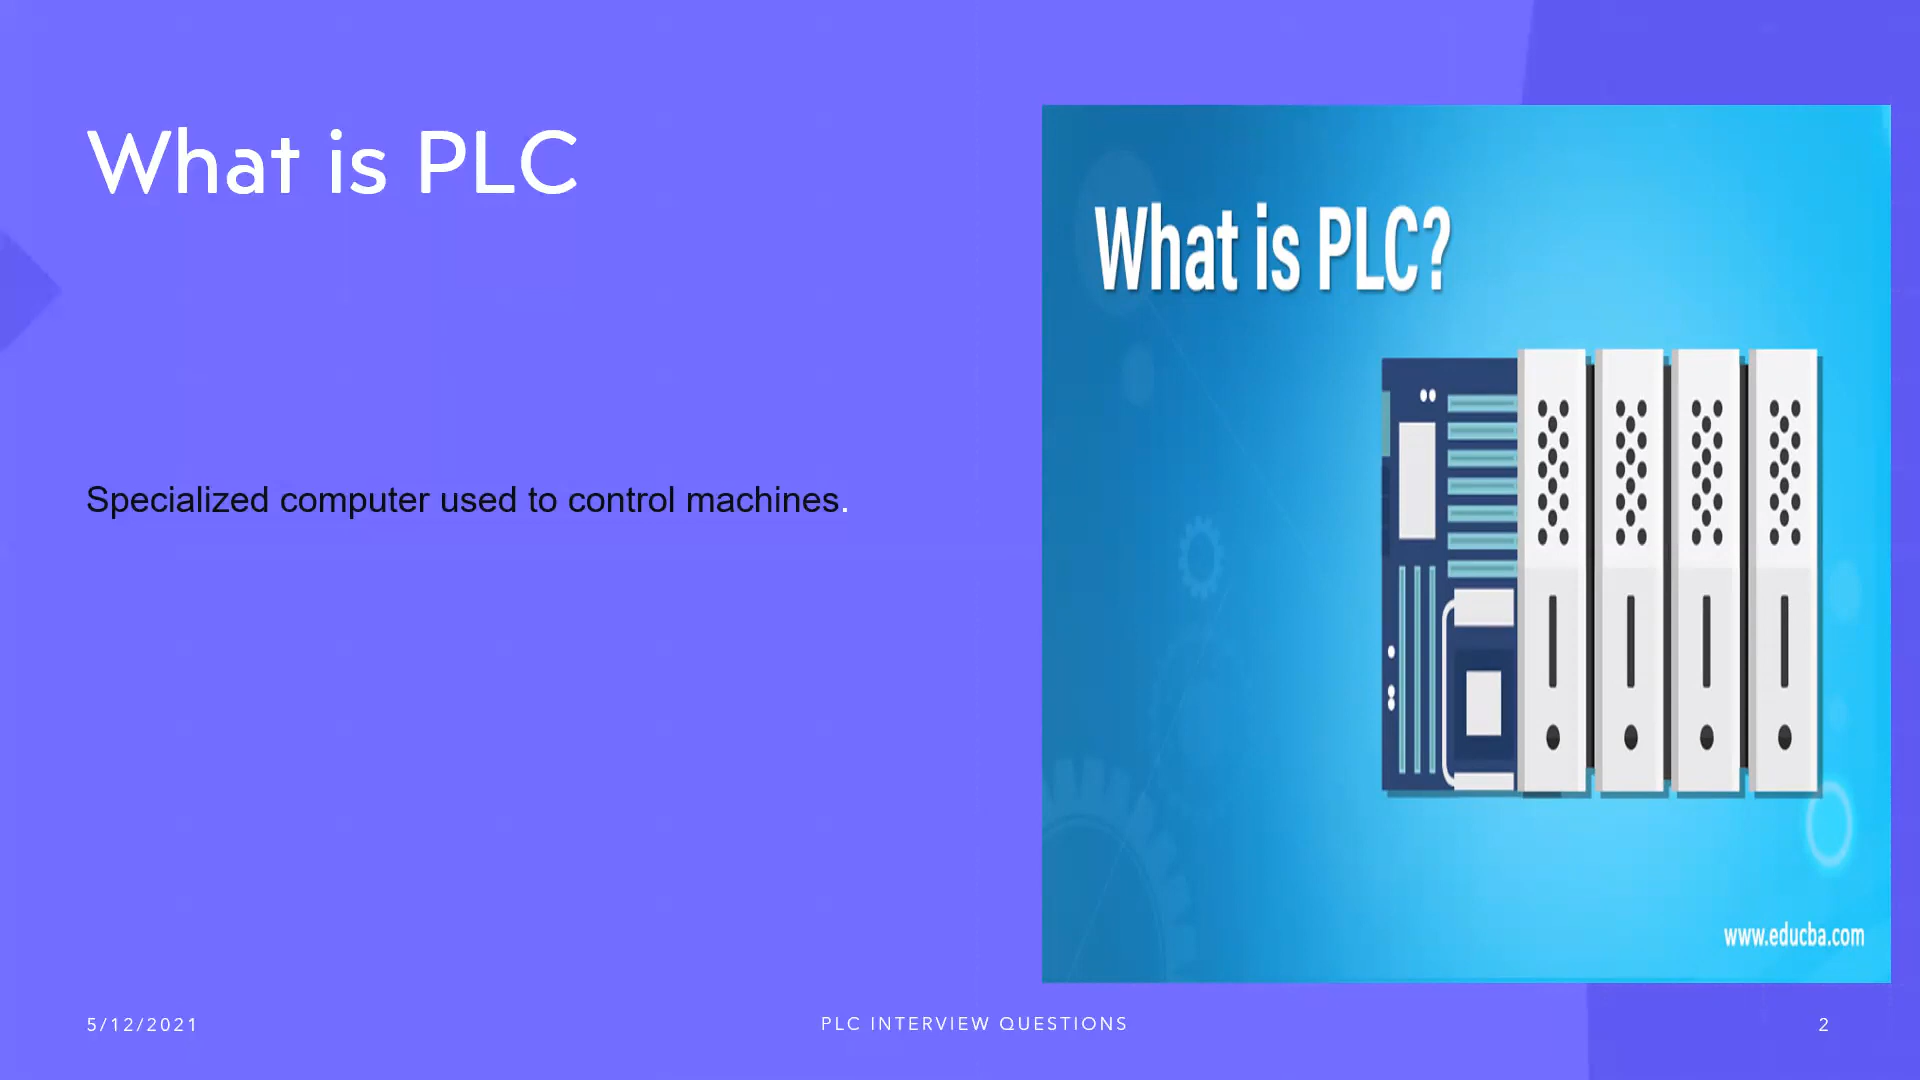 What is PLC
Specialized computer used to control machines.
What is PLC?
www.educba.com
5/12/2021
PLC INTERVIEW QUESTIONS
2